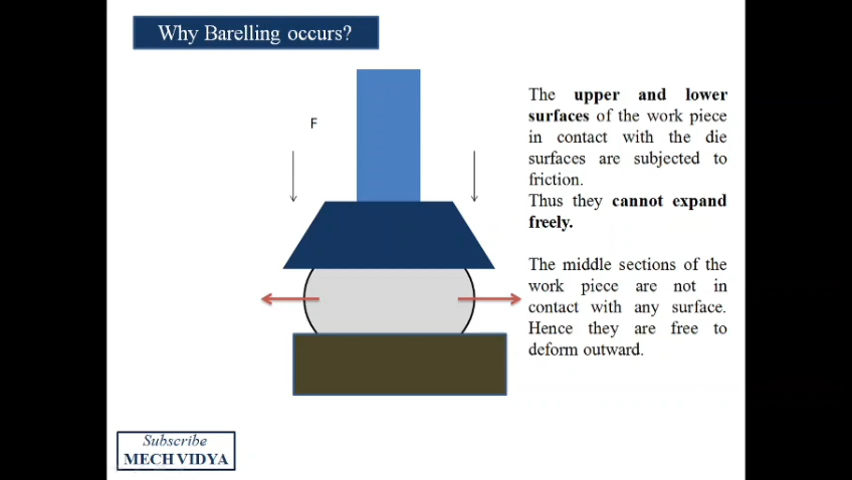 Why Barelling occurs?
F
The upper and lower
surfaces of the work piece
in contact with the die
surfaces are subjected to
friction.
Thus they cannot expand
freely.
The middle sections of the
work piece are not in
contact with any surface.
Hence they are free to
deform outward.
Subscribe
MECH VIDYA